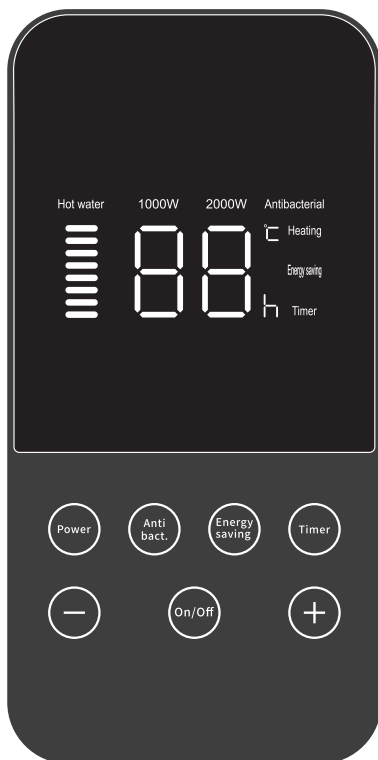 Hot water 1000W 2000W Antibacterial
88 °C Heating
Energy saving
h Timer
Power
Anti
bact.
Energy
saving
Timer
− On/Off +